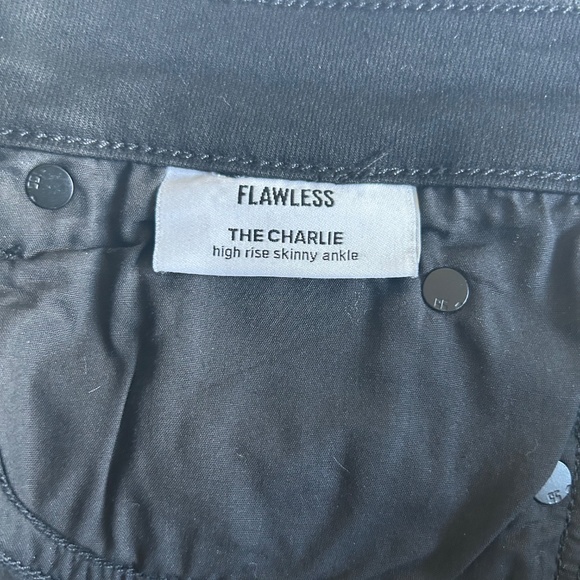 FLAWLESS
THE CHARLIE
high rise skinny ankle